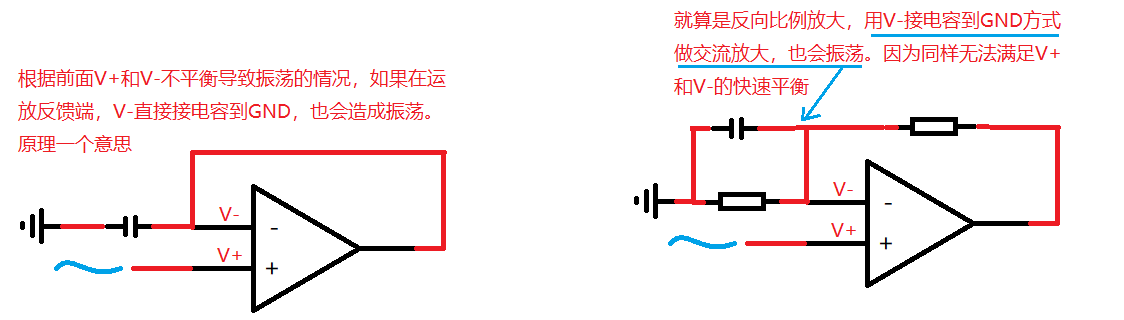 根据前面V+和V-不平衡导致振荡的情况，如果在运
放反馈端，V-直接接电容到GND，也会造成振荡。
原理一个意思
V-
-
V+
+
就算是反向比例放大，用V-接电容到GND方式
做交流放大，也会振荡。因为同样无法满足V+
和V-的快速平衡
V-
-
V+
+